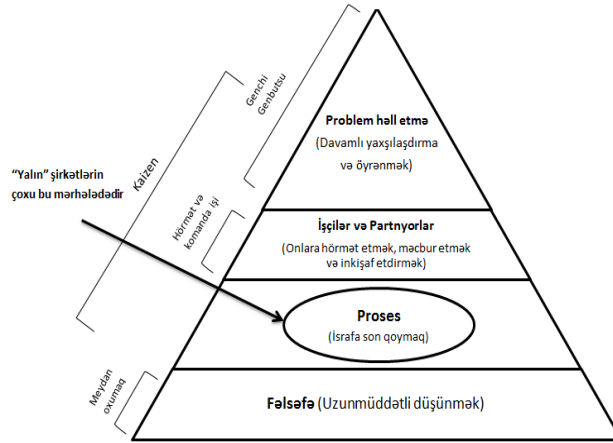 Genchi
Genbutsu
Problem həll etmə
(Davamlı yaxşılaşdırma
və öyrənmək)
Kaizen
“Yalın” şirkətlərin
çoxu bu mərhələdədir
Hörmət və
komanda işi
İşçilər və Partnyorlar
(Onlara hörmət etmək, məcbur etmək
və inkişaf etdirmək)
Proses
(İsrafa son qoymaq)
Meydan
oxumaq
Fəlsəfə (Uzunmüddətli düşünmək)